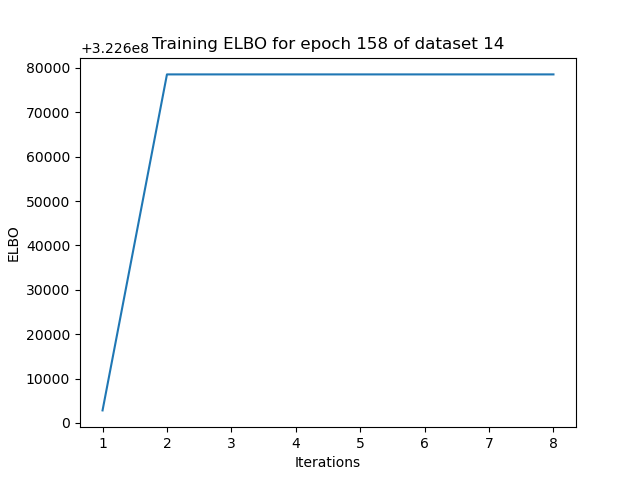 Training ELBO for epoch 158 of dataset 14
+3.226e8
80000
70000
60000
50000
40000
30000
20000
10000
0
ELBO
1 2 3 4 5 6 7 8
Iterations